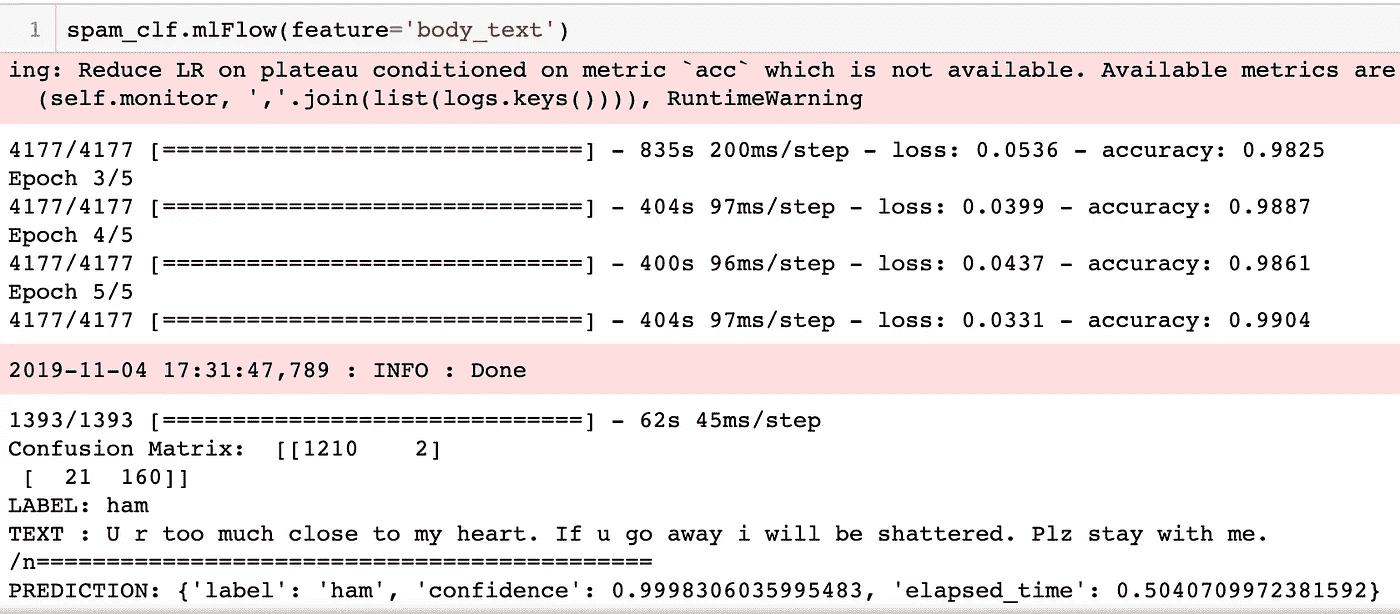 1 spam_clf.mlFlow(feature='body_text')
ing: Reduce LR on plateau conditioned on metric `acc` which is not available. Available metrics are
(self.monitor, ','.join(list(logs.keys()))), RuntimeWarning
4177/4177 [==============================] - 835s 200ms/step - loss: 0.0536 - accuracy: 0.9825
Epoch 3/5
4177/4177 [==============================] - 404s 97ms/step - loss: 0.0399 - accuracy: 0.9887
Epoch 4/5
4177/4177 [==============================] - 400s 96ms/step - loss: 0.0437 - accuracy: 0.9861
Epoch 5/5
4177/4177 [==============================] - 404s 97ms/step - loss: 0.0331 - accuracy: 0.9904
2019-11-04 17:31:47,789 : INFO : Done
1393/1393 [==============================] - 62s 45ms/step
Confusion Matrix:  [[1210    2]
 [  21  160]]
LABEL: ham
TEXT : U r too much close to my heart. If u go away i will be shattered. Plz stay with me.
/n============================================
PREDICTION: {'label': 'ham', 'confidence': 0.9998306035995483, 'elapsed_time': 0.5040709972381592}